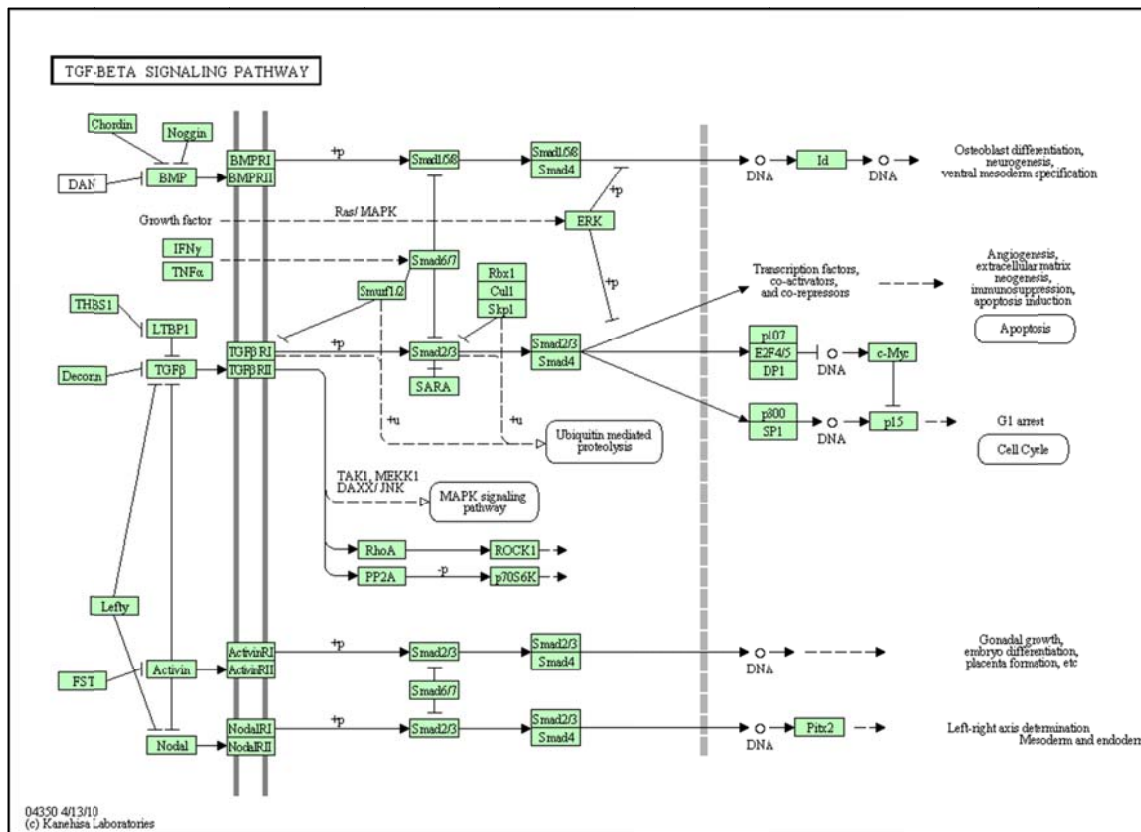 TGF-BETA SIGNALING PATHWAY
Chordin
Noggin
DAN
BMP
BMPRI
BMPRII
+p
Smad1/5/8
Smad1/5/8
Smad4
DNA
Id
DNA
Osteoblast differentiation,
neurogenesis,
ventral mesoderm specification
Growth factor
Ras/MAPK
ERK
+p
+p
IFNγ
TNFα
Smad6/7
Smurf1/2
Rbx1
Cul1
Skp1
Transcription factors,
co-activators,
and co-repressors
Angiogenesis,
extracellular matrix
neogenesis,
immunosuppression,
apoptosis induction
Apoptosis
THBS1
LTBP1
Decorin
TGFβ
TGFβRI
TGFβRII
+p
Smad2/3
SARA
Smad2/3
Smad4
p107
E2F4/5
DP1
DNA
c-Myc
p300
SP1
DNA
p15
G1 arrest
Cell Cycle
+u
+u
Ubiquitin mediated
proteolysis
TAK1, MEKK1
DAXX/JNK
MAPK signaling
pathway
RhoA
ROCK1
PP2A
-p
p70S6K
Lefty
FST
Activin
ActivinRI
ActivinRII
+p
Smad2/3
Smad2/3
Smad4
DNA
Gonadal growth,
embryo differentiation,
placenta formation, etc
Smad6/7
Nodal
NodalRI
NodalRII
+p
Smad2/3
Smad2/3
Smad4
DNA
Pitx2
Left-right axis determination
Mesoderm and endoderm
04350 4/13/10
(c) Kanehisa Laboratories